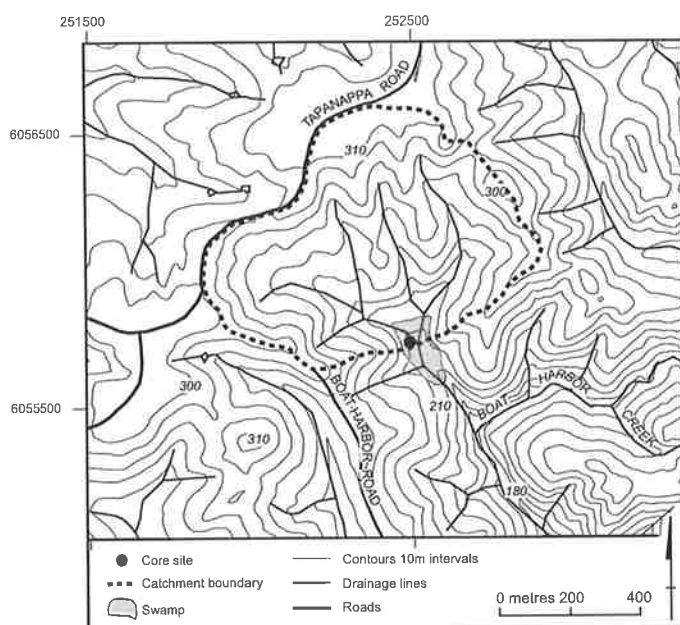 251500
252500
6056500
TAPANAPPA ROAD
310
300
6055500
300
310
BOAT HARBOR ROAD
210
BOAT HARBOR CREEK
180
Core site
Contours 10m intervals
Catchment boundary
Drainage lines
Swamp
Roads
0 metres 200 400